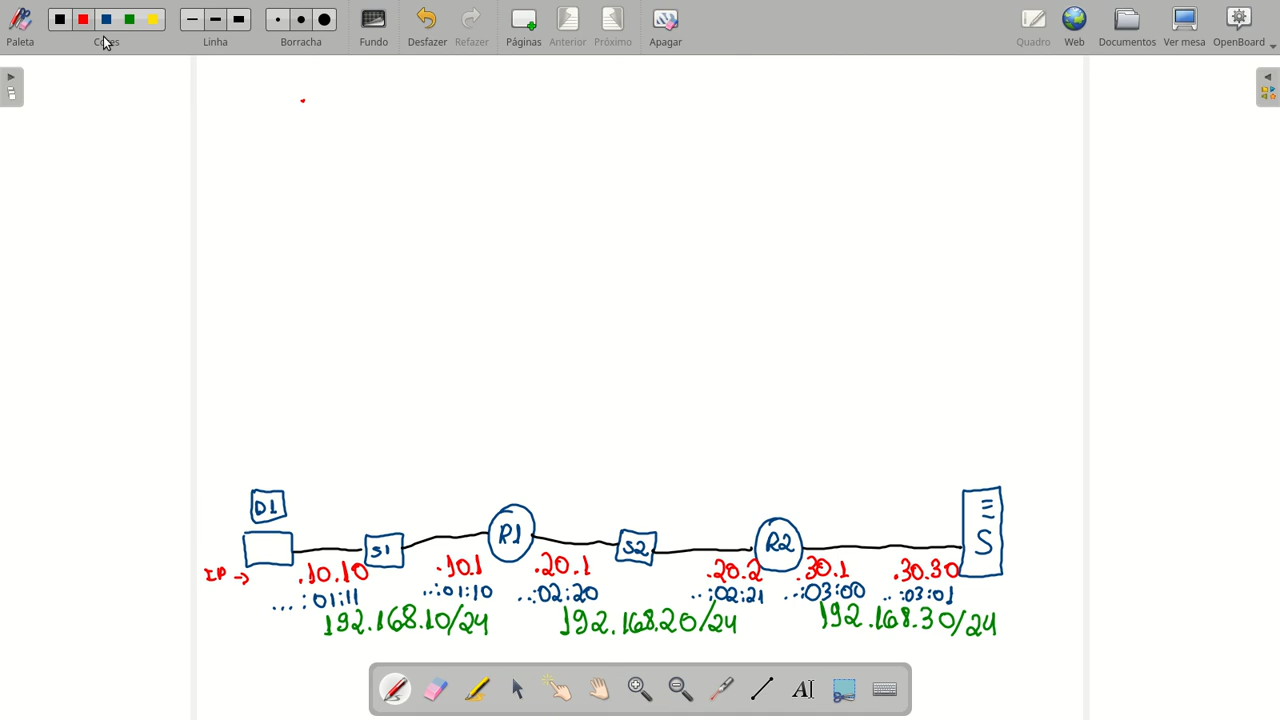 Paleta Cores Linha Borracha Fundo Desfazer Refazer Páginas Anterior Próximo Apagar Quadro Web Documentos Ver mesa OpenBoard
D1
S1 R1 S2 R2 S
IP → .10.10 .10.1 .20.1 .20.2 .30.1 .30.30
...:01:11 ...:01:10 ...:02:20 ...:02:21 ...:03:00 ...:03:01
192.168.10/24 192.168.20/24 192.168.30/24
AI